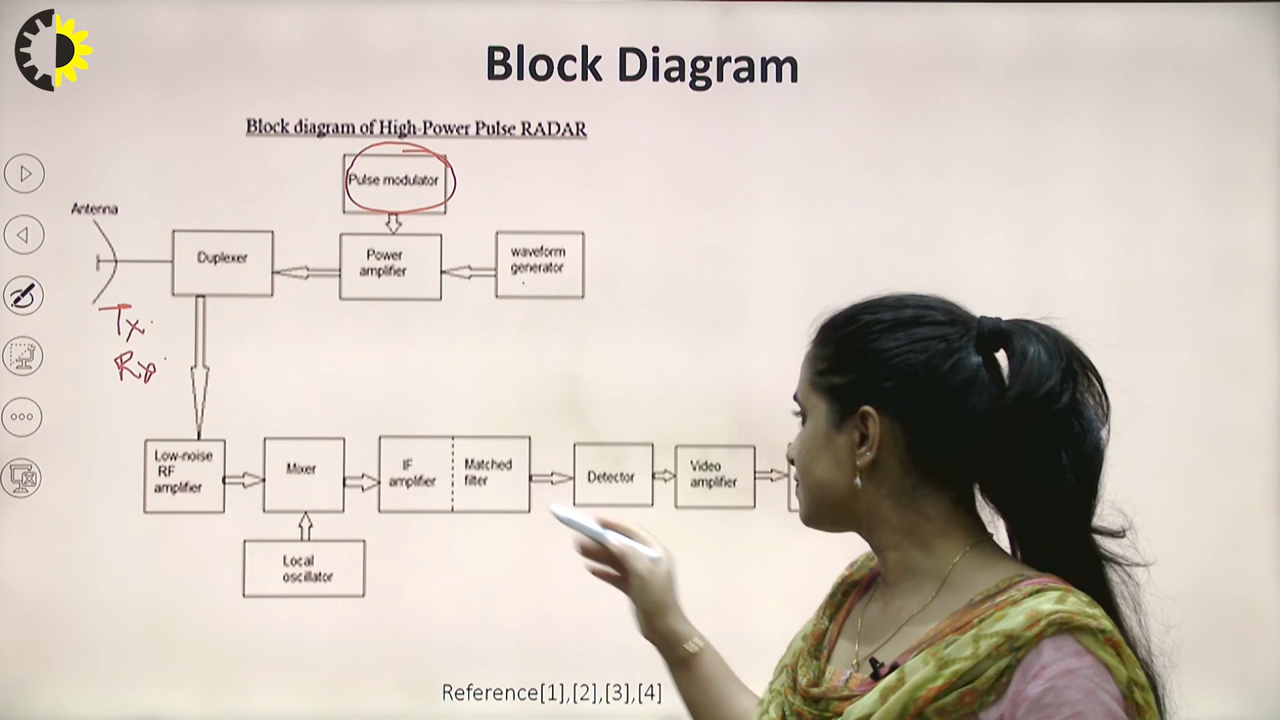 Block Diagram
Block diagram of High-Power Pulse RADAR
Pulse modulator
Antenna
Duplexer
Power
amplifier
waveform
generator
Tx
Rx
Low-noise
RF
amplifier
Mixer
IF
amplifier
Matched
filter
Detector
Video
amplifier
Local
oscillator
Reference[1],[2],[3],[4]